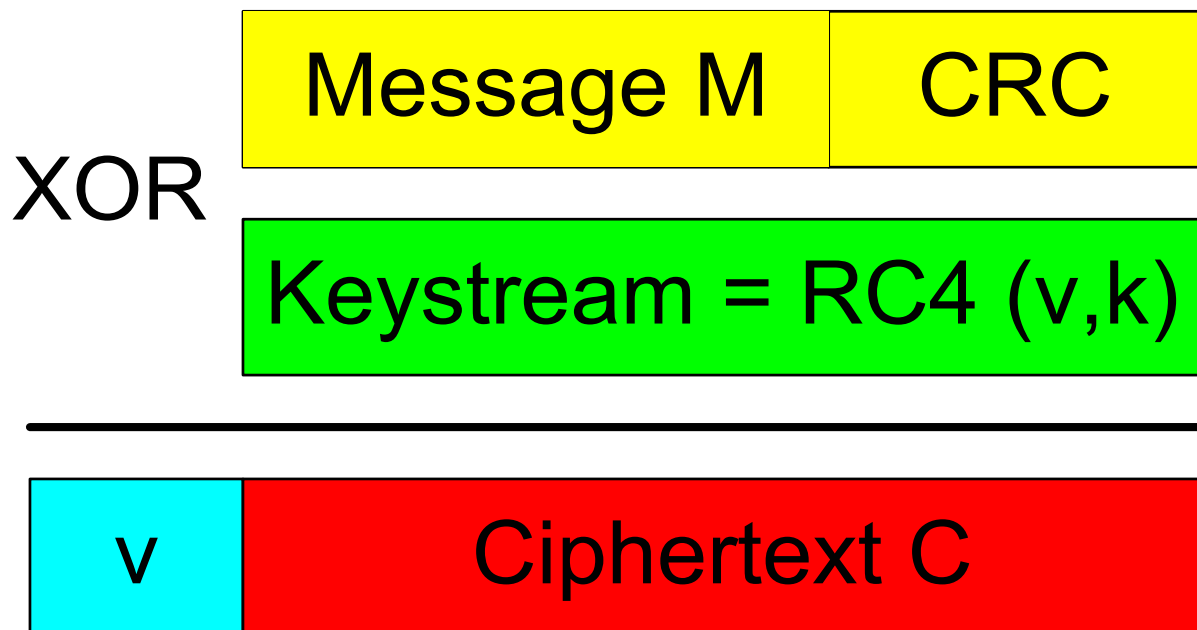 Message M CRC
XOR
Keystream = RC4 (v,k)
v Ciphertext C